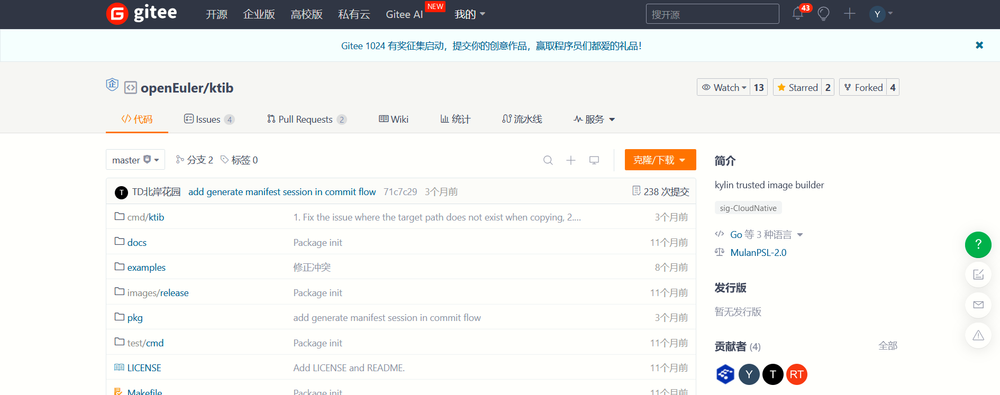 gitee 开源 企业版 高校版 私有云 Gitee AI NEW 我的 搜开源 43 Y
Gitee 1024 有奖征集启动，提交你的创意作品，赢取程序员们都爱的礼品！
企 openEuler/ktib Watch 13 Starred 2 Forked 4
代码 Issues 4 Pull Requests 2 Wiki 统计 流水线 服务
master 分支 2 标签 0 克隆/下载
T TD北岸花园 add generate manifest session in commit flow 71c7c29 3个月前 238 次提交
cmd/ktib 1. Fix the issue where the target path does not exist when copying, 2.... 3个月前
docs Package init 11个月前
examples 修正冲突 8个月前
images/release Package init 11个月前
pkg add generate manifest session in commit flow 3个月前
test/cmd Package init 11个月前
LICENSE Add LICENSE and README. 11个月前
Makefile Package init 11个月前
简介
kylin trusted image builder
sig-CloudNative
Go 等 3 种语言
MulanPSL-2.0
发行版
暂无发行版
贡献者 (4) 全部
Y T RT
?